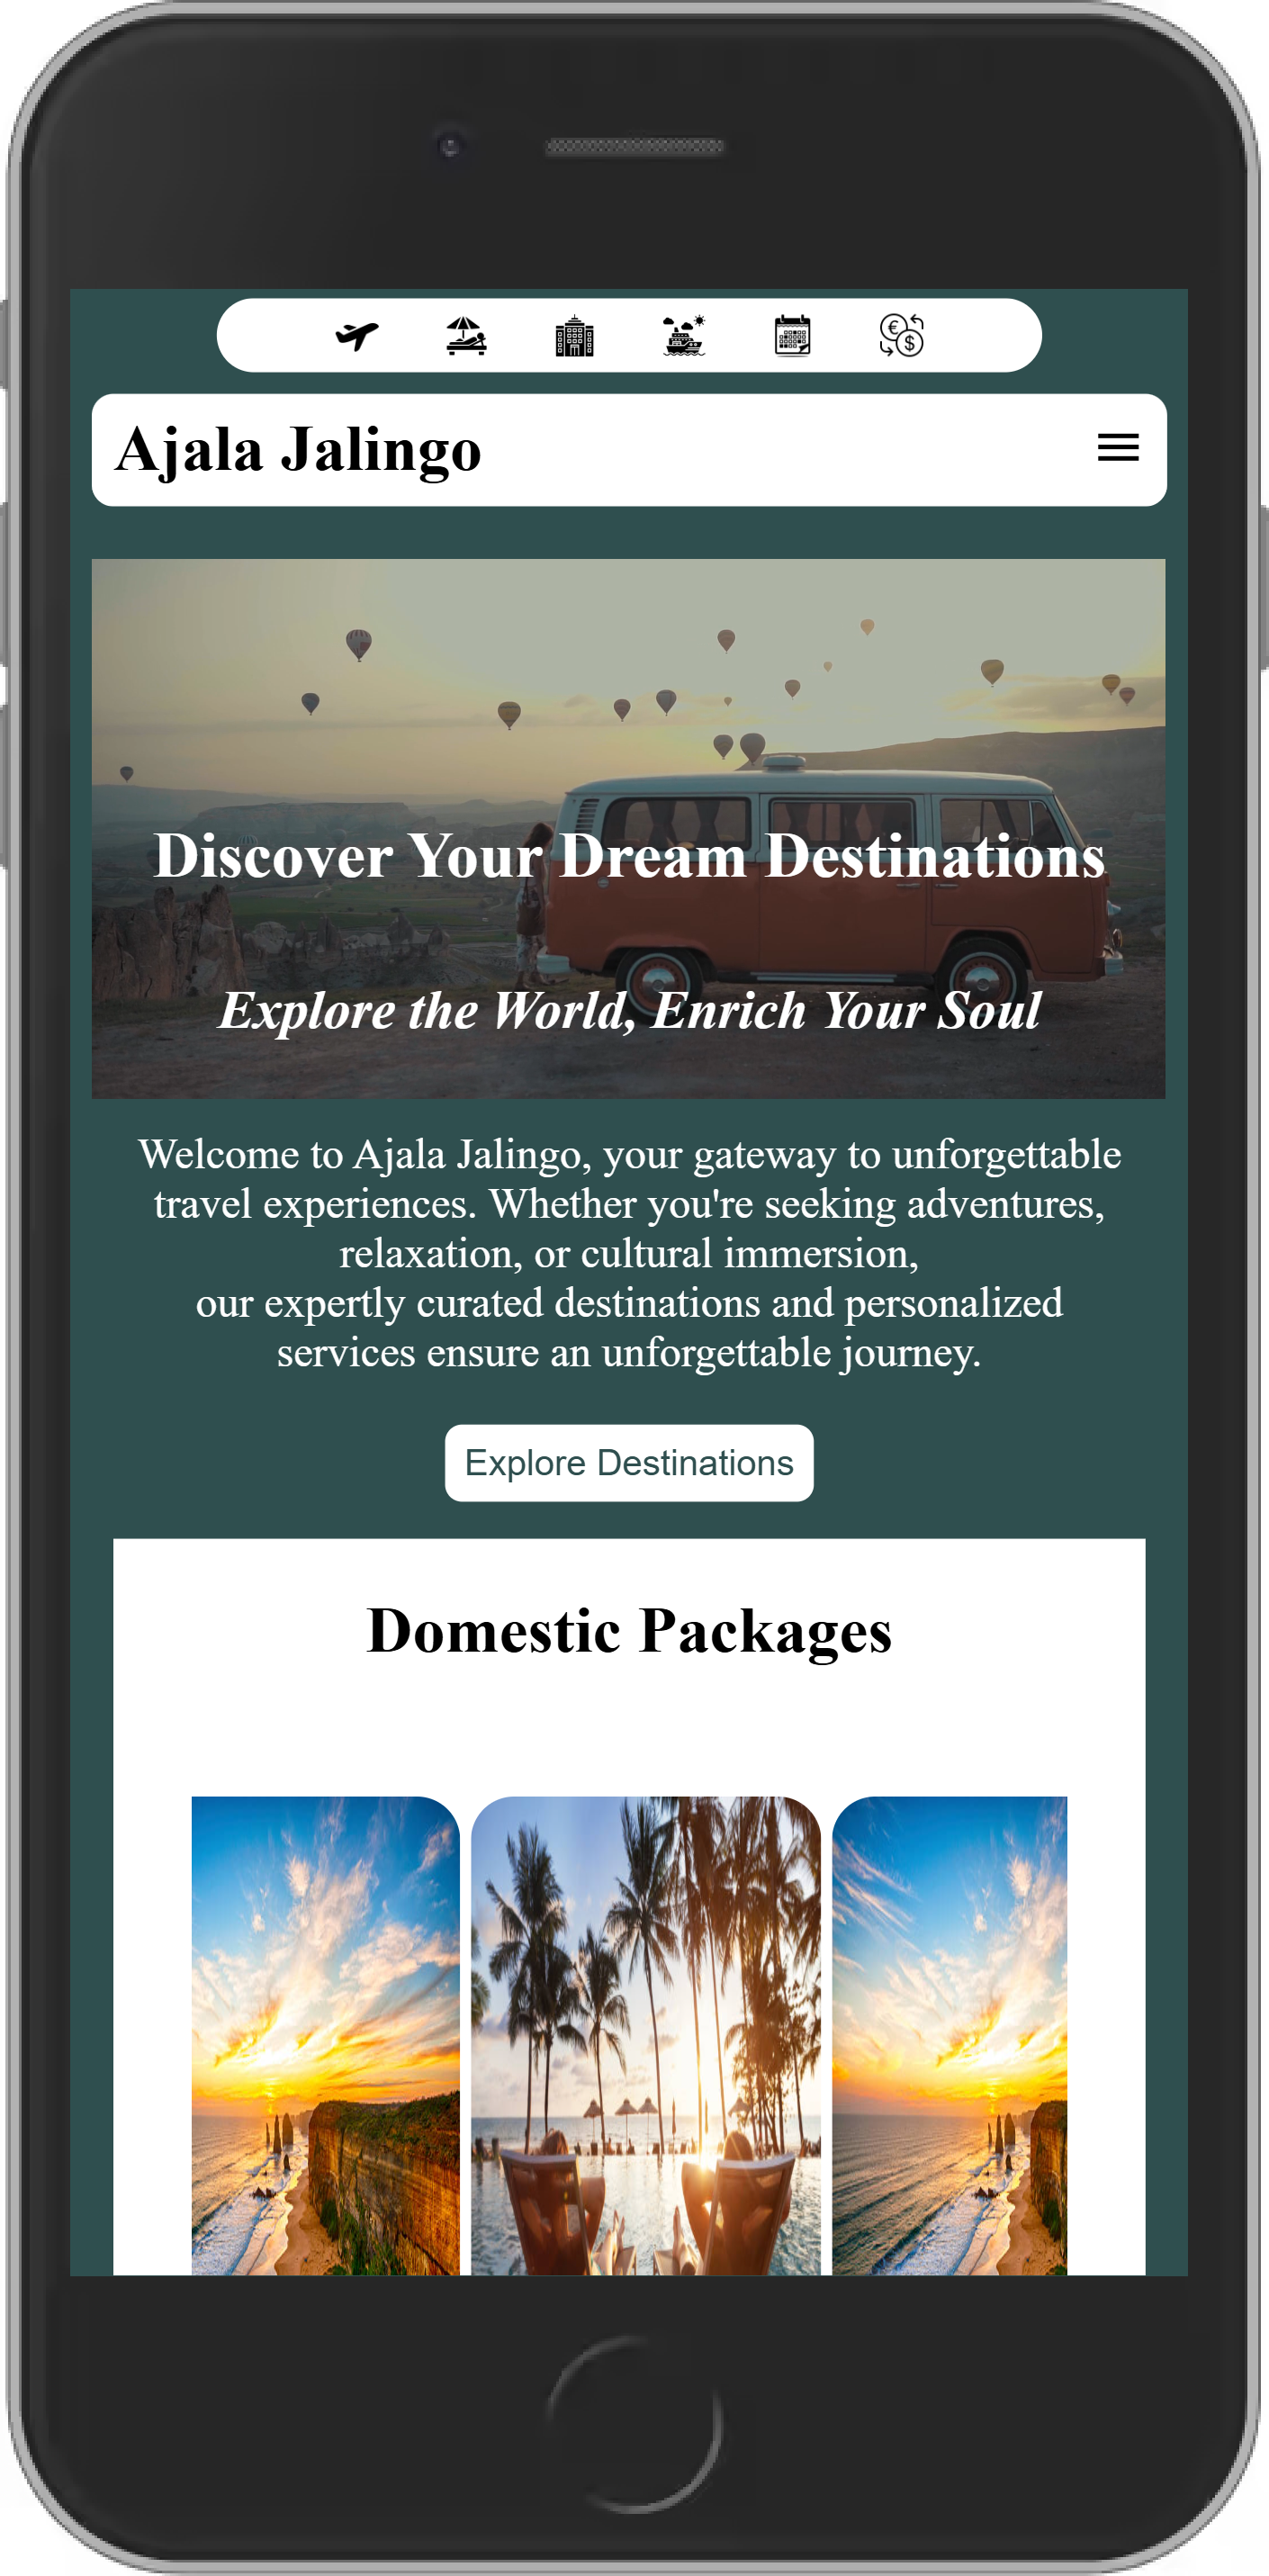 Ajala Jalingo
Discover Your Dream Destinations
Explore the World, Enrich Your Soul
Welcome to Ajala Jalingo, your gateway to unforgettable
travel experiences. Whether you're seeking adventures,
relaxation, or cultural immersion,
our expertly curated destinations and personalized
services ensure an unforgettable journey.
Explore Destinations
Domestic Packages